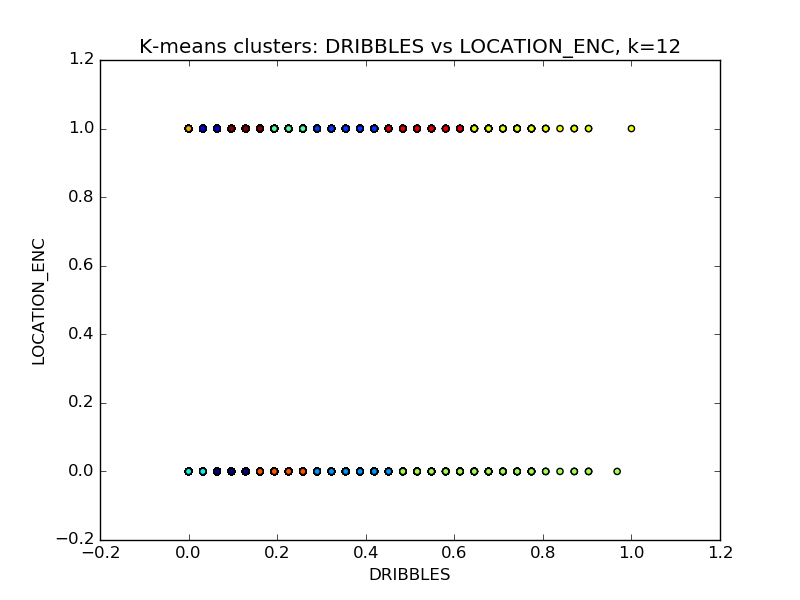 K-means clusters: DRIBBLES vs LOCATION_ENC, k=12
1.2
1.0
0.8
0.6
0.4
0.2
0.0
−0.2
LOCATION_ENC
−0.2 0.0 0.2 0.4 0.6 0.8 1.0 1.2
DRIBBLES